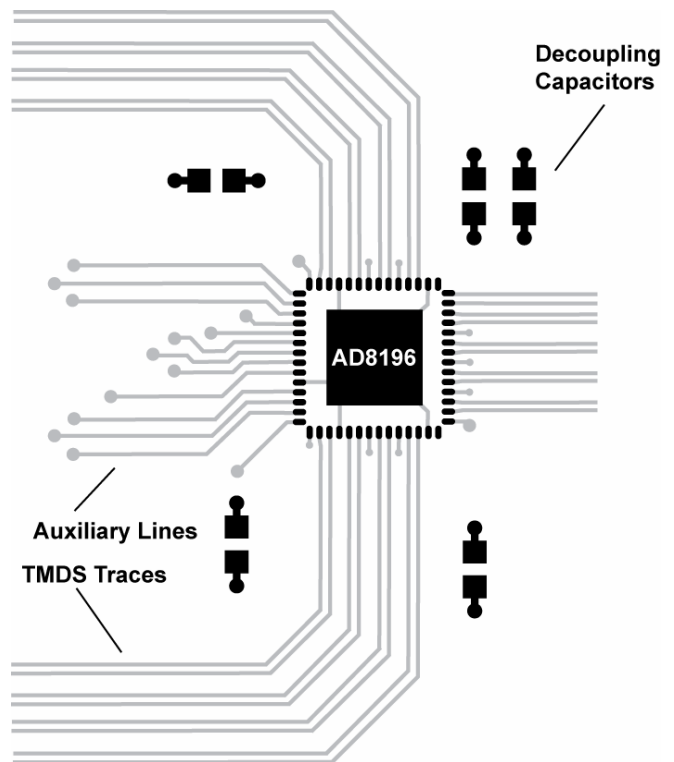 Decoupling
Capacitors
AD8196
Auxiliary Lines
TMDS Traces